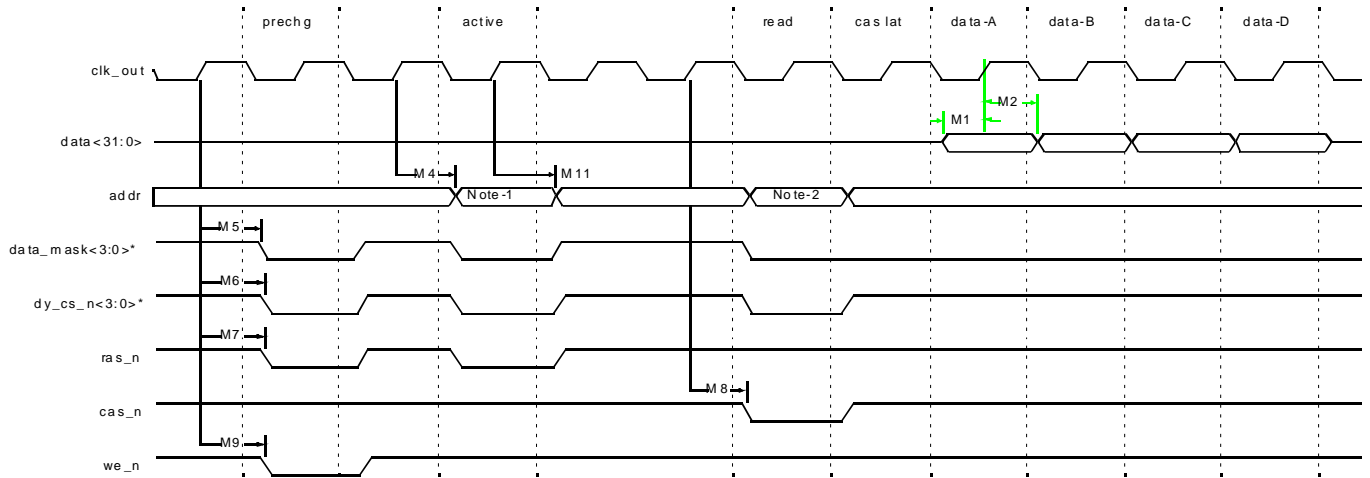 prechg active read cas lat data-A data-B data-C data-D
clk_out
M2
M1
data<31:0>
M4 M11
addr Note-1 Note-2
M5
data_mask<3:0>*
M6
dy_cs_n<3:0>*
M7
ras_n
M8
cas_n
M9
we_n